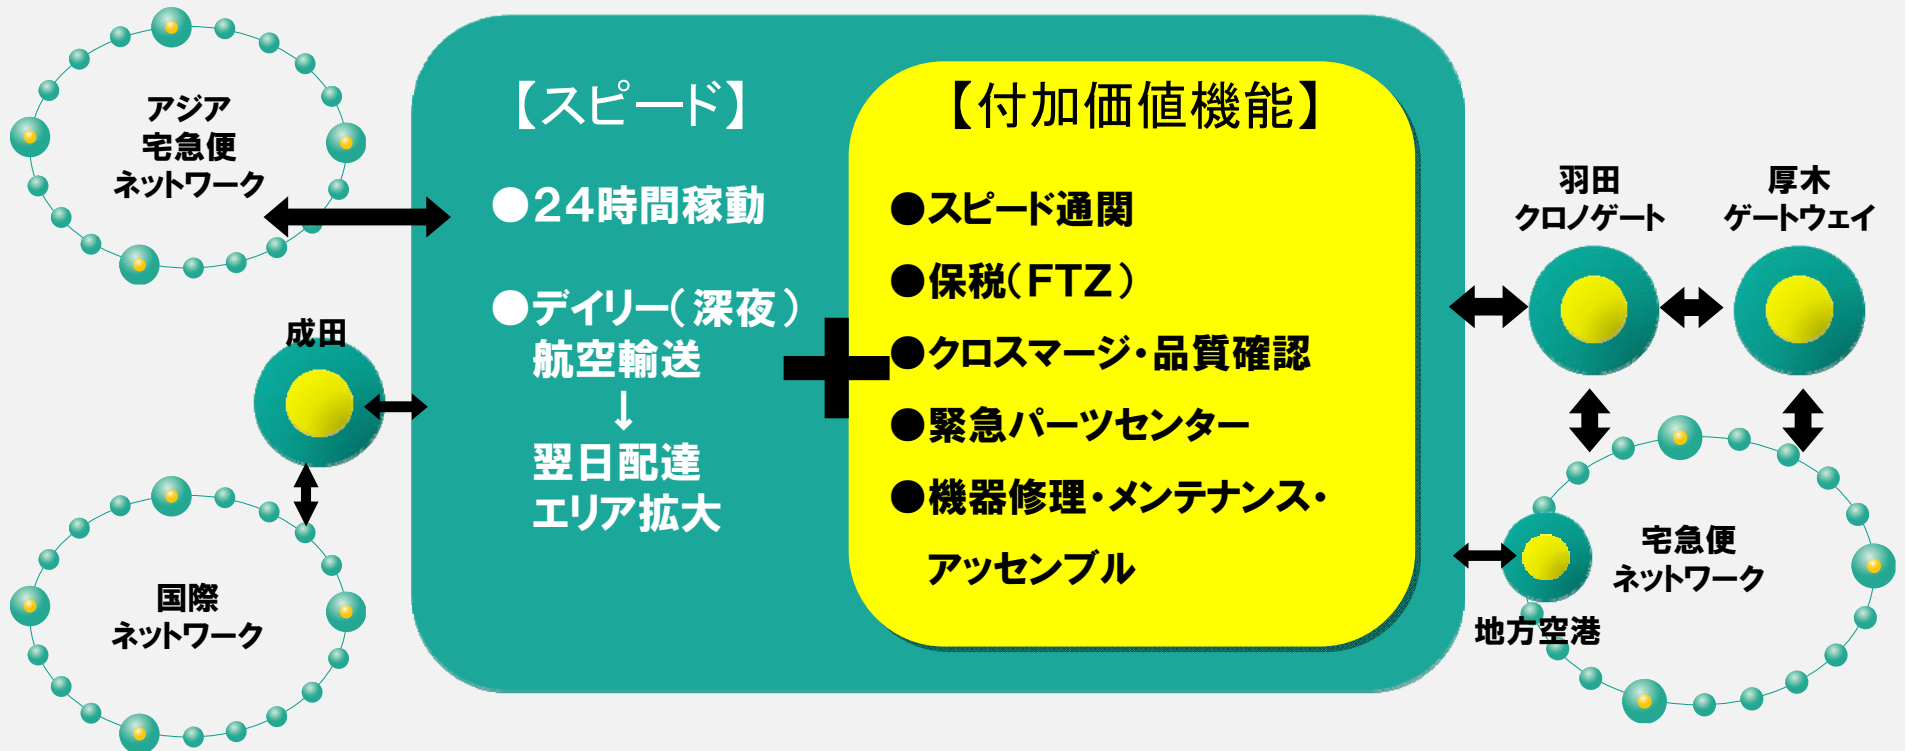 アジア
宅急便
ネットワーク
成田
国際
ネットワーク
【スピード】
●24時間稼動
●デイリー(深夜)
航空輸送
↓
翌日配達
エリア拡大
+
【付加価値機能】
●スピード通関
●保税(FTZ)
●クロスマージ・品質確認
●緊急パーツセンター
●機器修理・メンテナンス・
アッセンブル
羽田
クロノゲート
厚木
ゲートウェイ
宅急便
ネットワーク
地方空港